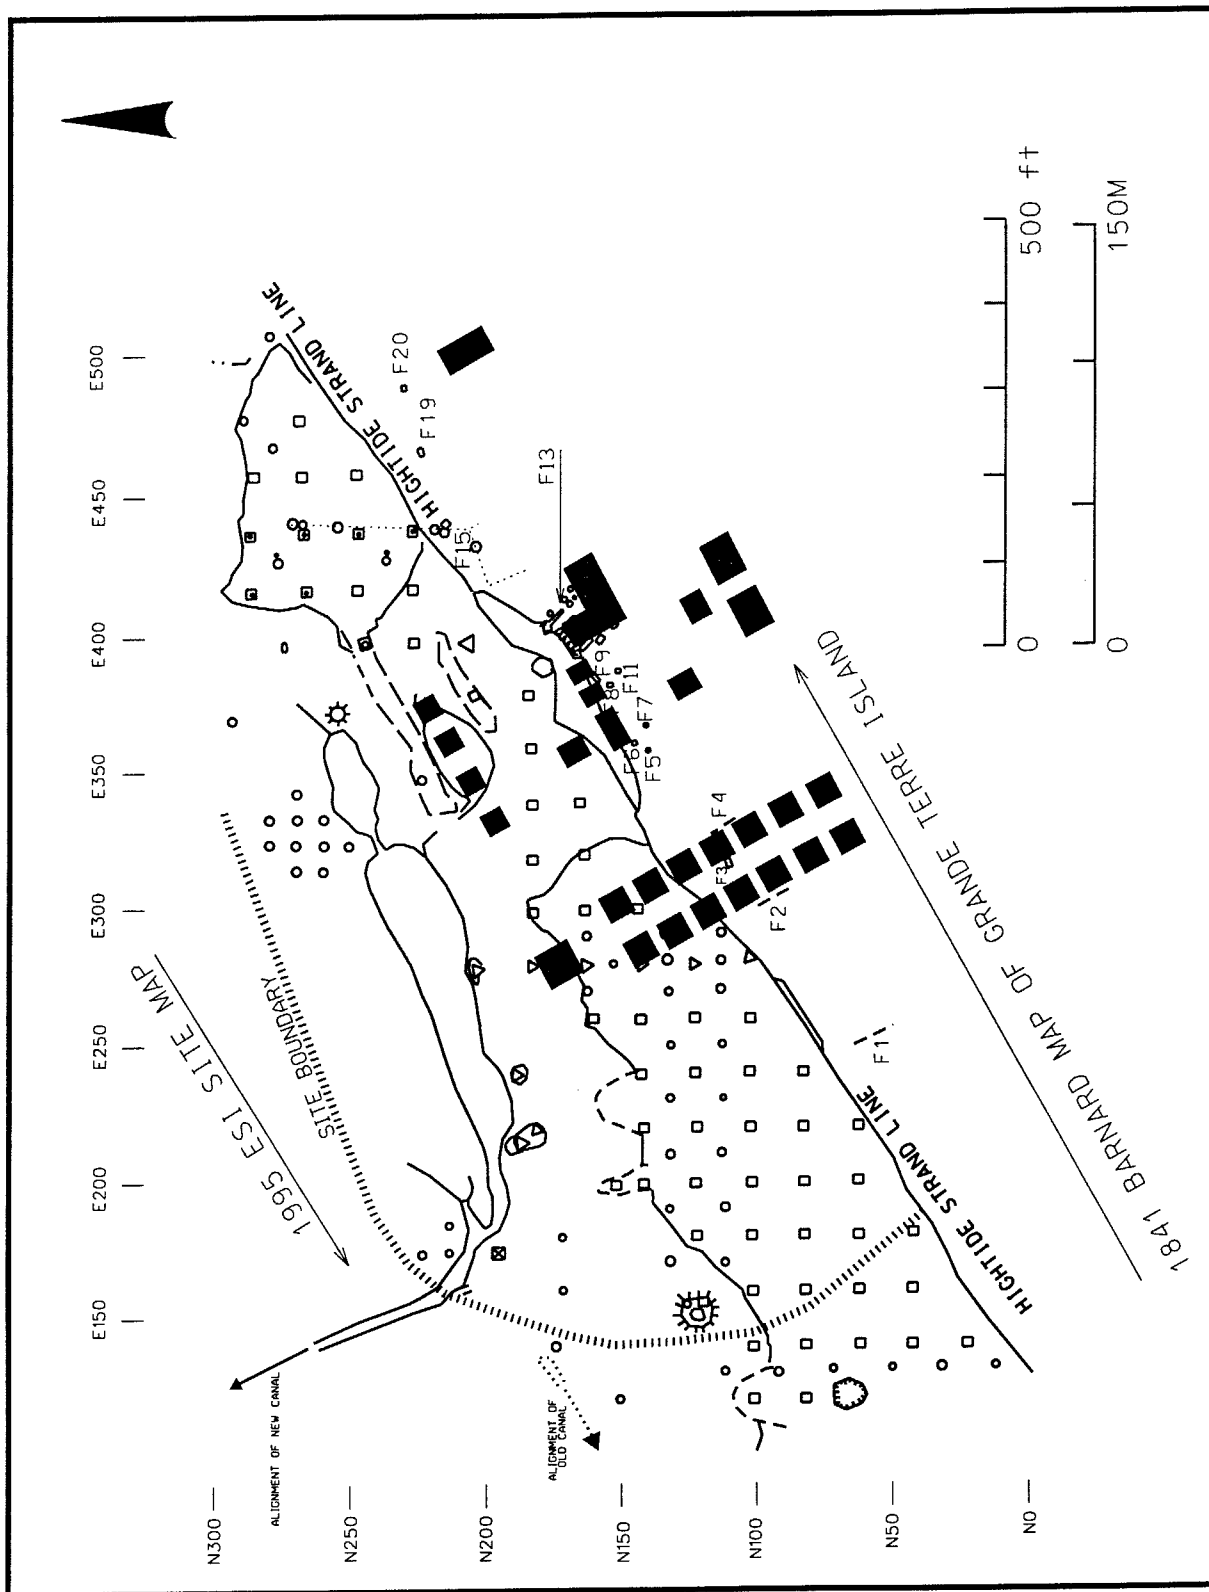 E500
E450
E400
E350
E300
E250
E200
E150
N300
N250
N200
N150
N100
N50
N0
HIGHTIDE STRAND LINE
HIGHTIDE STRAND LINE
HIGHTIDE STRAND LINE
F20
F19
F15
F13
F9
F11
F8
F7
F6
F5
F4
F3
F2
F1
SITE BOUNDARY
1995 ESI SITE MAP
1841 BARNARD MAP OF GRANDE TERRE ISLAND
ALIGNMENT OF NEW CANAL
ALIGNMENT OF
OLD CANAL
0
500 ft
0
150M